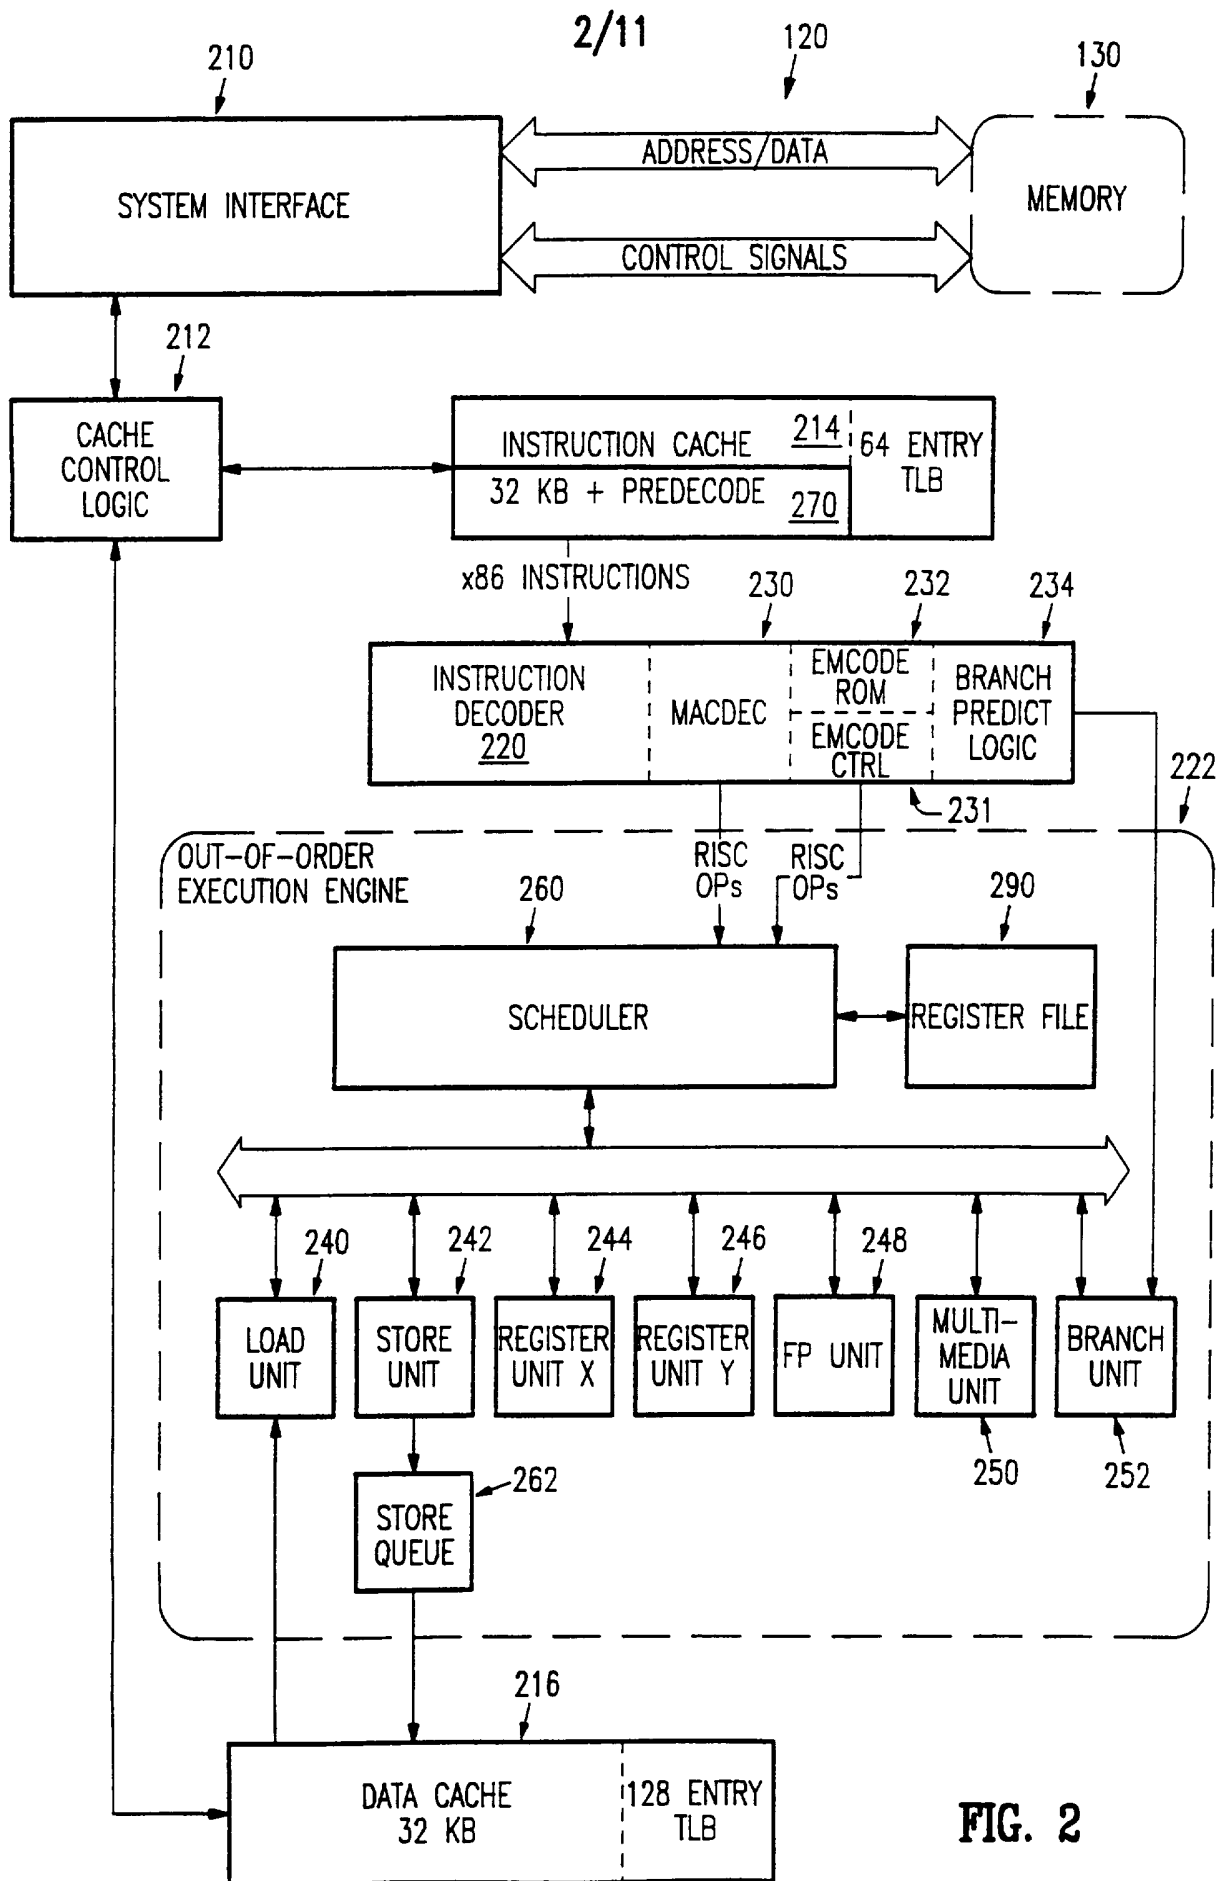 2/11
210
120
130
SYSTEM INTERFACE
ADDRESS/DATA
CONTROL SIGNALS
MEMORY
212
CACHE
CONTROL
LOGIC
INSTRUCTION CACHE
214
32 KB + PREDECODE
270
64 ENTRY
TLB
x86 INSTRUCTIONS
230
232
234
INSTRUCTION
DECODER
220
MACDEC
EMCODE
ROM
EMCODE
CTRL
BRANCH
PREDICT
LOGIC
231
222
OUT-OF-ORDER
EXECUTION ENGINE
RISC
OPs
RISC
OPs
260
290
SCHEDULER
REGISTER FILE
240
242
244
246
248
LOAD
UNIT
STORE
UNIT
REGISTER
UNIT X
REGISTER
UNIT Y
FP UNIT
MULTI-
MEDIA
UNIT
BRANCH
UNIT
250
252
262
STORE
QUEUE
216
DATA CACHE
32 KB
128 ENTRY
TLB
FIG. 2